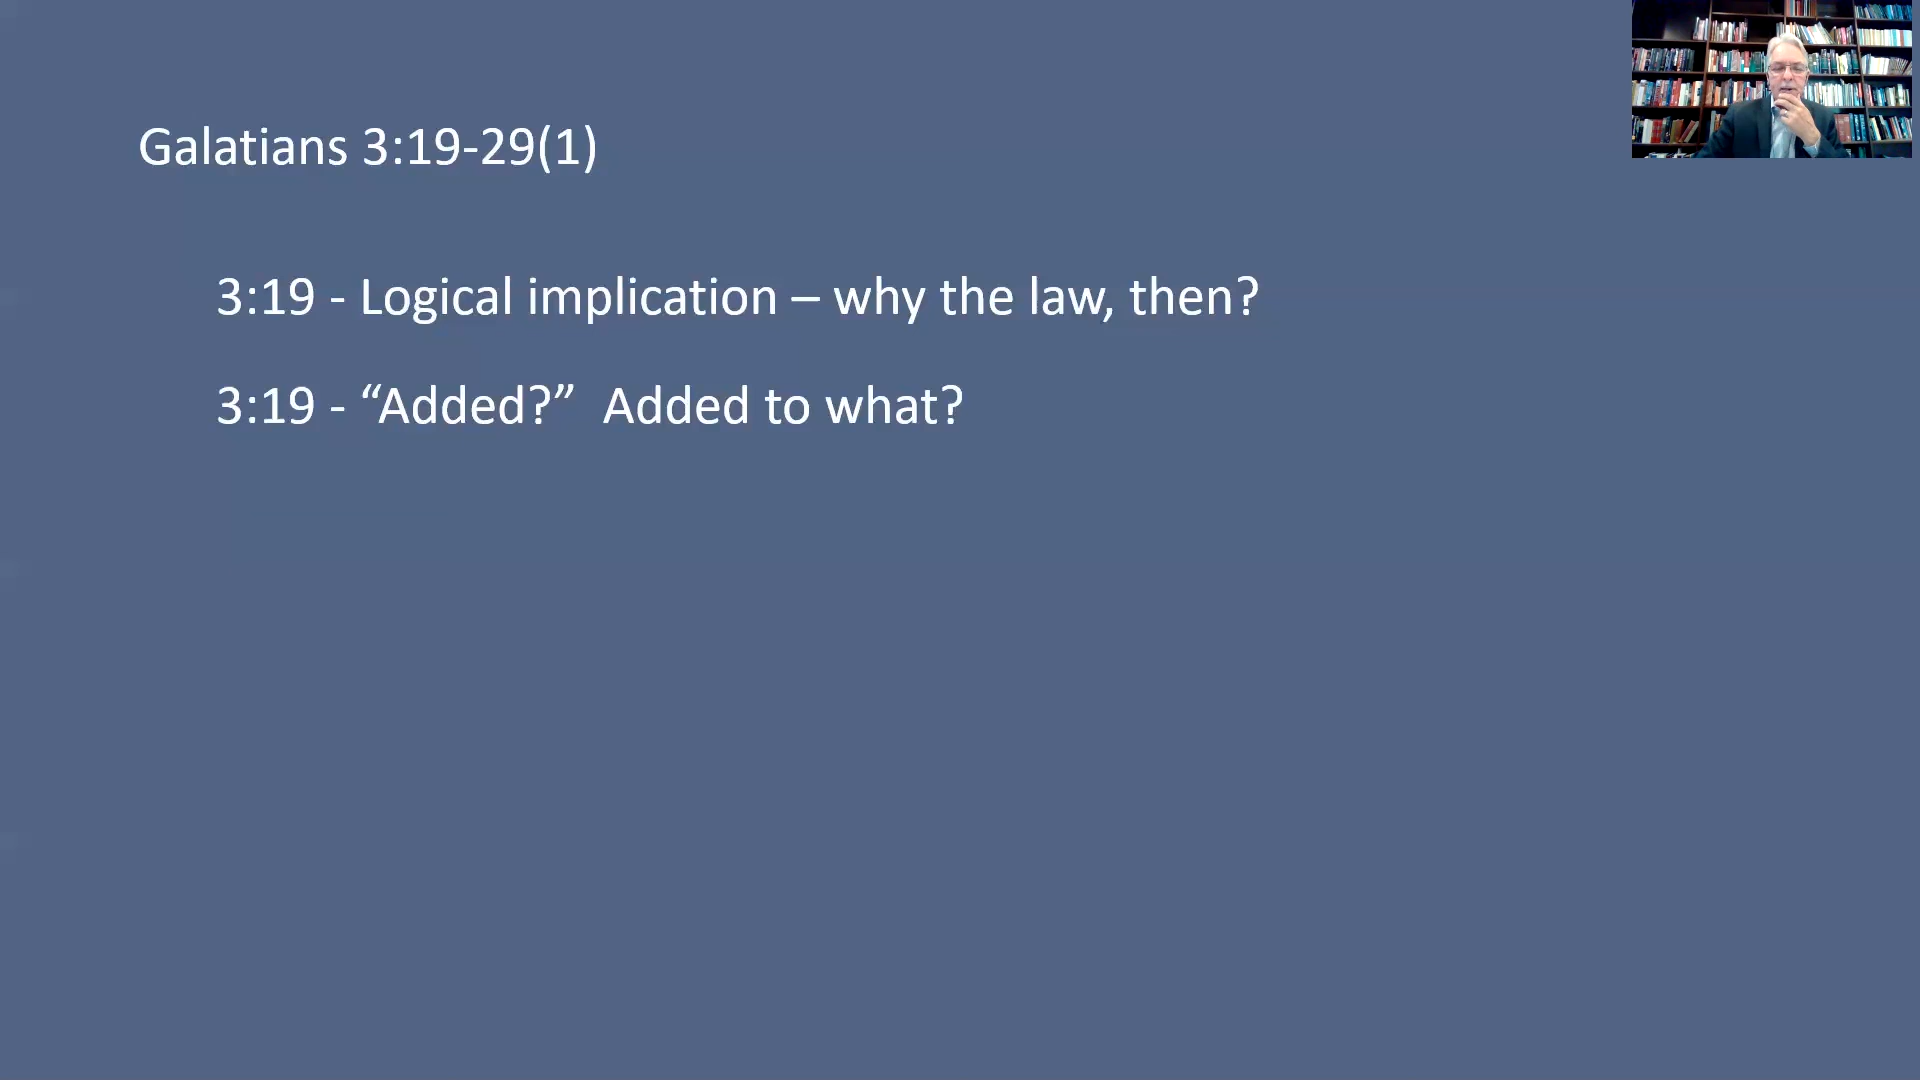 Galatians 3:19-29(1)
3:19 - Logical implication – why the law, then?
3:19 - “Added?”  Added to what?